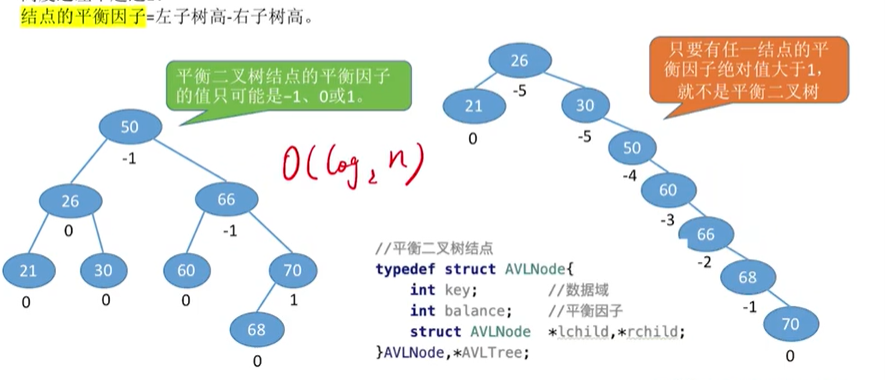 结点的平衡因子=左子树高-右子树高。
平衡二叉树结点的平衡因子
的值只可能是−1、0或1。
只要有任一结点的平
衡因子绝对值大于1，
就不是平衡二叉树
50
-1
26
0
66
-1
21
0
30
0
60
0
70
1
68
0
O(log₂n)
26
-5
21
0
30
-5
50
-4
60
-3
66
-2
68
-1
70
0
//平衡二叉树结点
typedef struct AVLNode{
int key; //数据域
int balance; //平衡因子
struct AVLNode *lchild,*rchild;
}AVLNode,*AVLTree;